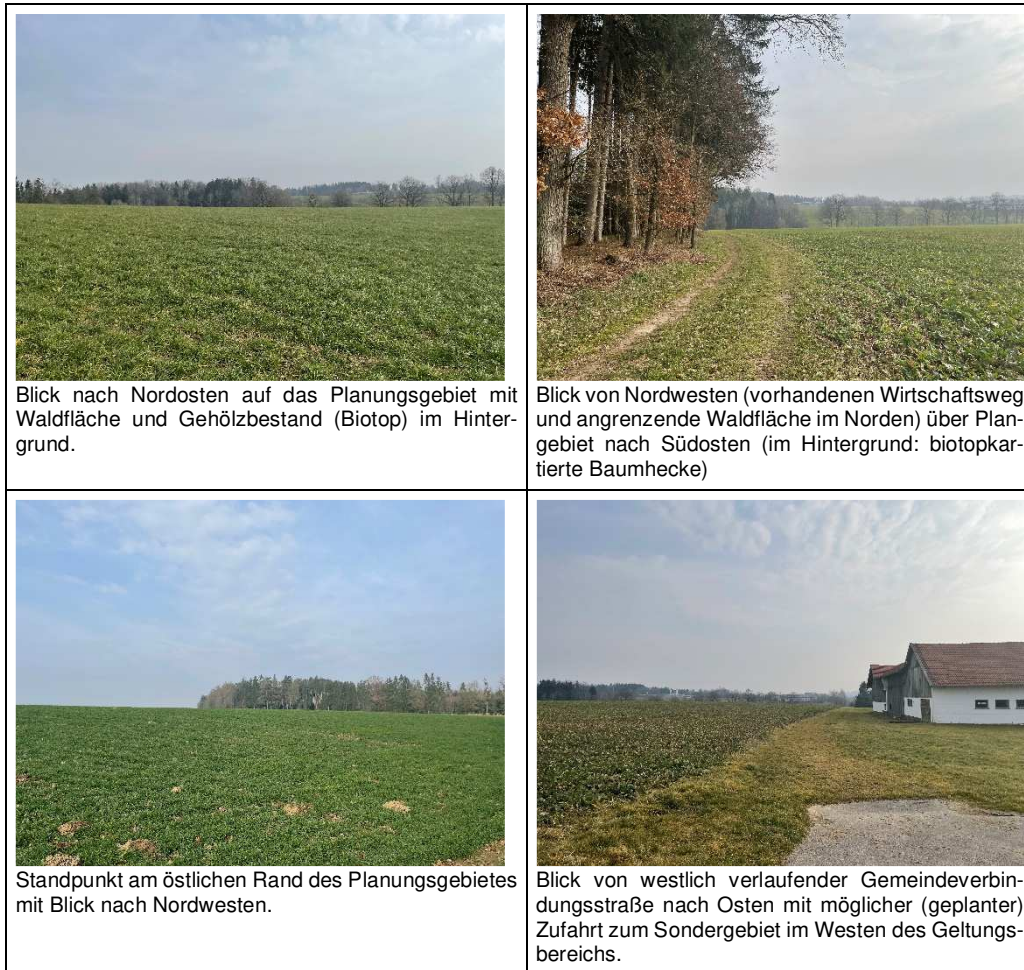 Blick nach Nordosten auf das Planungsgebiet mit
Waldfläche und Gehölzbestand (Biotop) im Hinter-
grund.
Blick von Nordwesten (vorhandenen Wirtschaftsweg
und angrenzende Waldfläche im Norden) über Plan-
gebiet nach Südosten (im Hintergrund: biotopkar-
tierte Baumhecke)
Standpunkt am östlichen Rand des Planungsgebietes
mit Blick nach Nordwesten.
Blick von westlich verlaufender Gemeindeverbin-
dungsstraße nach Osten mit möglicher (geplanter)
Zufahrt zum Sondergebiet im Westen des Geltungs-
bereichs.